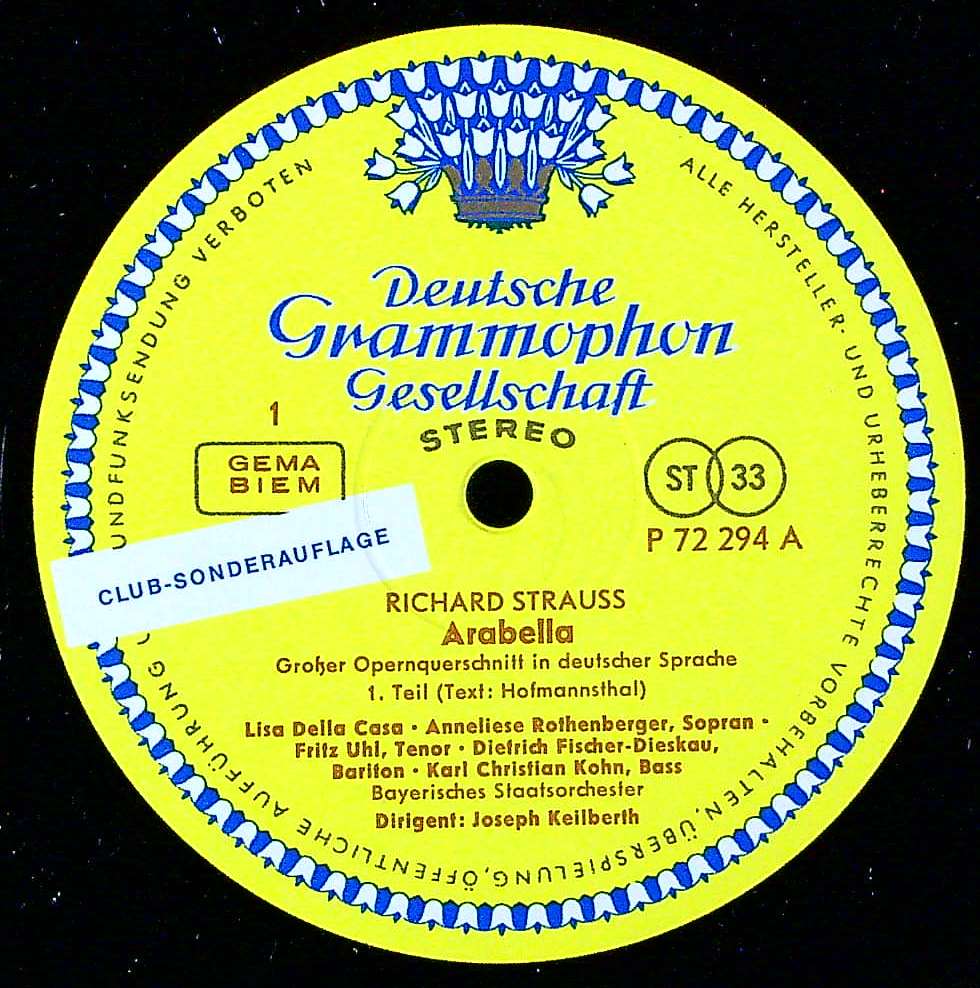 Deutsche
Grammophon
Gesellschaft
STEREO
1
GEMA
BIEM
ST 33
P 72 294 A
CLUB-SONDERAUFLAGE
RICHARD STRAUSS
Arabella
Großer Opernquerschnitt in deutscher Sprache
1. Teil (Text: Hofmannsthal)
Lisa Della Casa · Anneliese Rothenberger, Sopran ·
Fritz Uhl, Tenor · Dietrich Fischer-Dieskau,
Bariton · Karl Christian Kohn, Bass
Bayerisches Staatsorchester
Dirigent: Joseph Keilberth
ALLE HERSTELLER- UND URHEBERRECHTE VORBEHALTEN, ÜBERSPIELUNG, ÖFFENTLICHE AUFFÜHRUNG UNDFUNKSENDUNG VERBOTEN